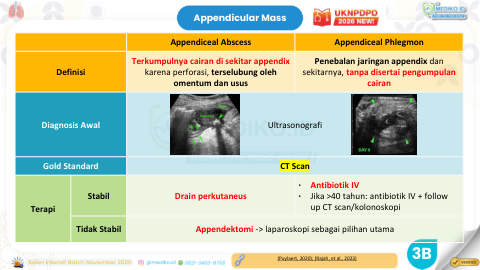 Appendicular Mass
UKNPDPD
2026 NEW!
Appendiceal Abscess
Appendiceal Phlegmon
Definisi
Terkumpulnya cairan di sekitar appendix
karena perforasi, terselubung oleh
omentum dan usus
Penebalan jaringan appendix dan
sekitarnya, tanpa disertai pengumpulan
cairan
Diagnosis Awal
Ultrasonografi
Gold Standard
CT Scan
Terapi
Stabil
Drain perkutaneus
• Antibiotik IV
• Jika >40 tahun: antibiotik IV + follow
up CT scan/kolonoskopi
Tidak Stabil
Appendektomi -> laparoskopi sebagai pilihan utama
3B